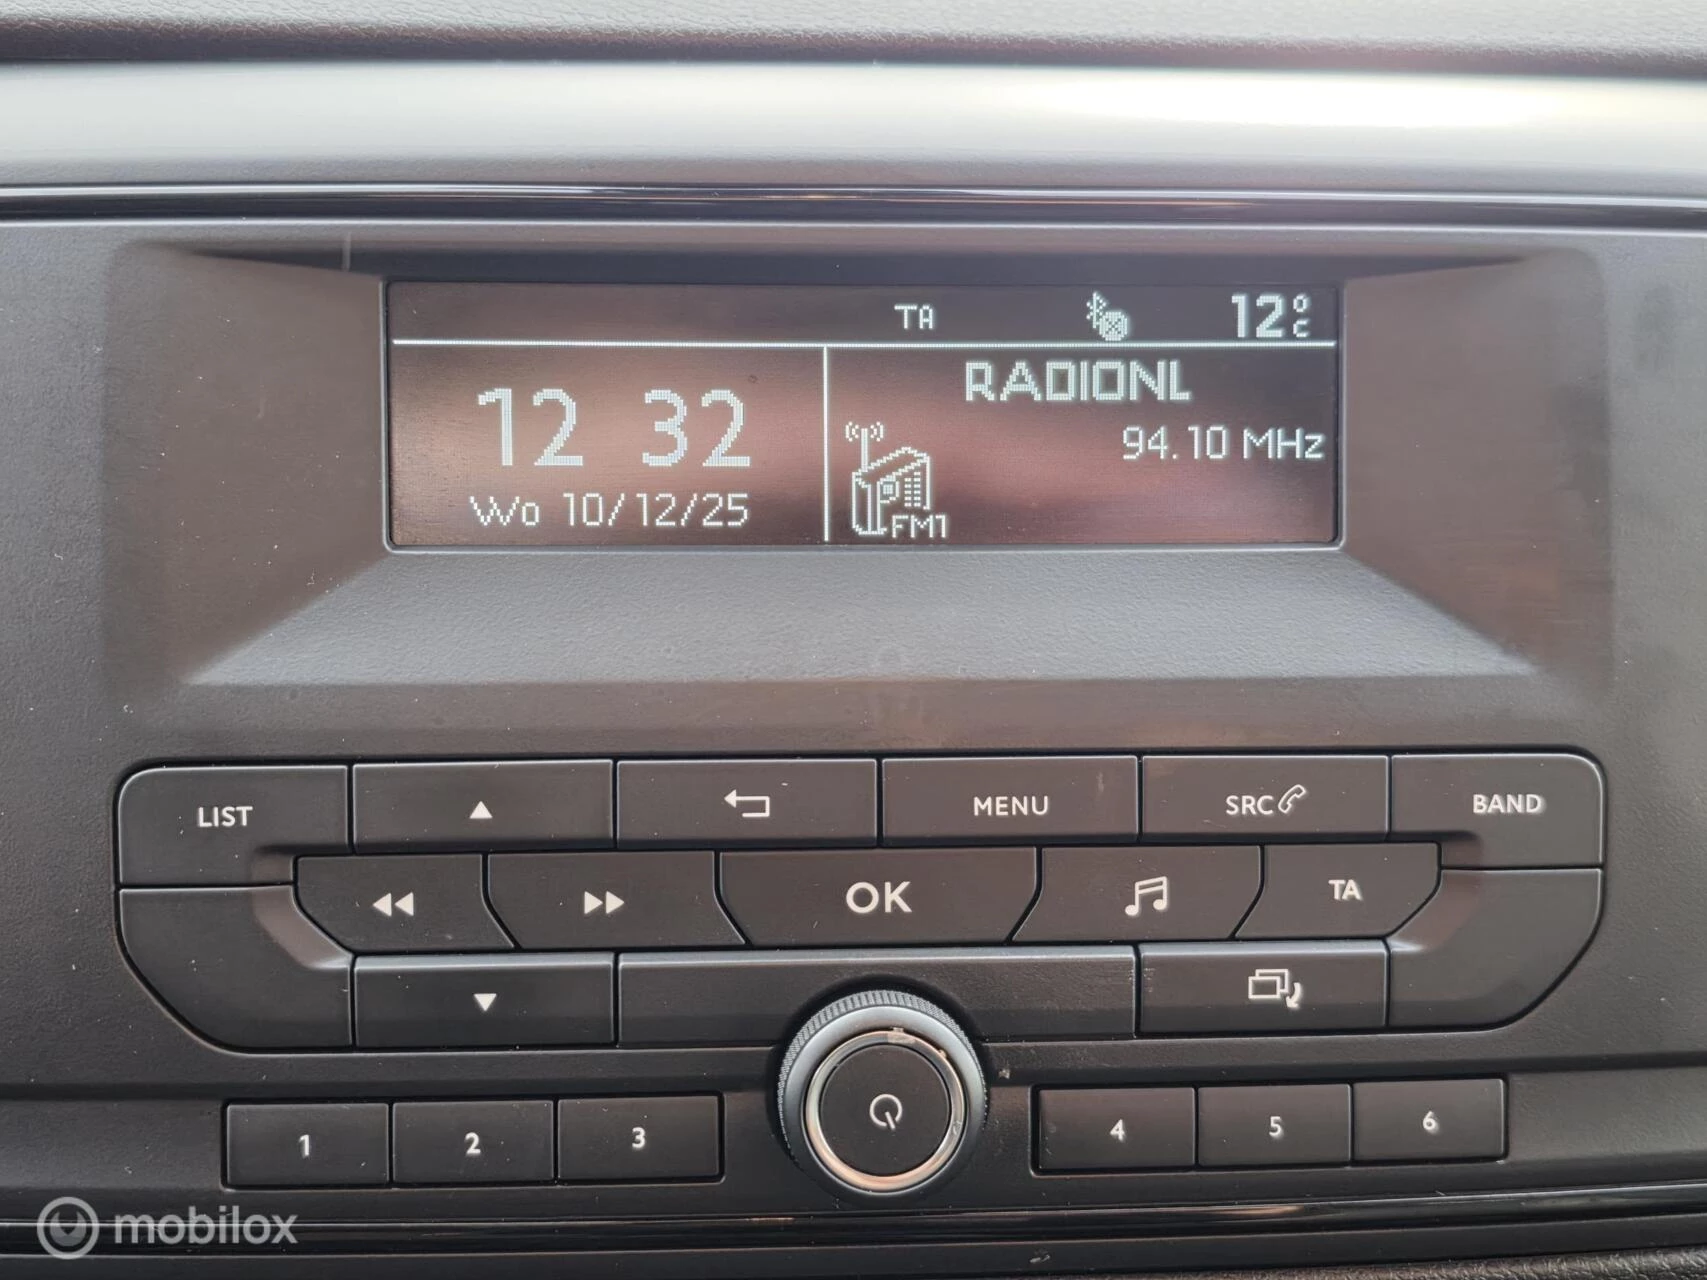 TA 12°C
12 32
Wo 10/12/25
RADIONL
94.10 MHz
FM1
LIST
MENU
SRC
BAND
OK
TA
1
2
3
4
5
6
mobilox